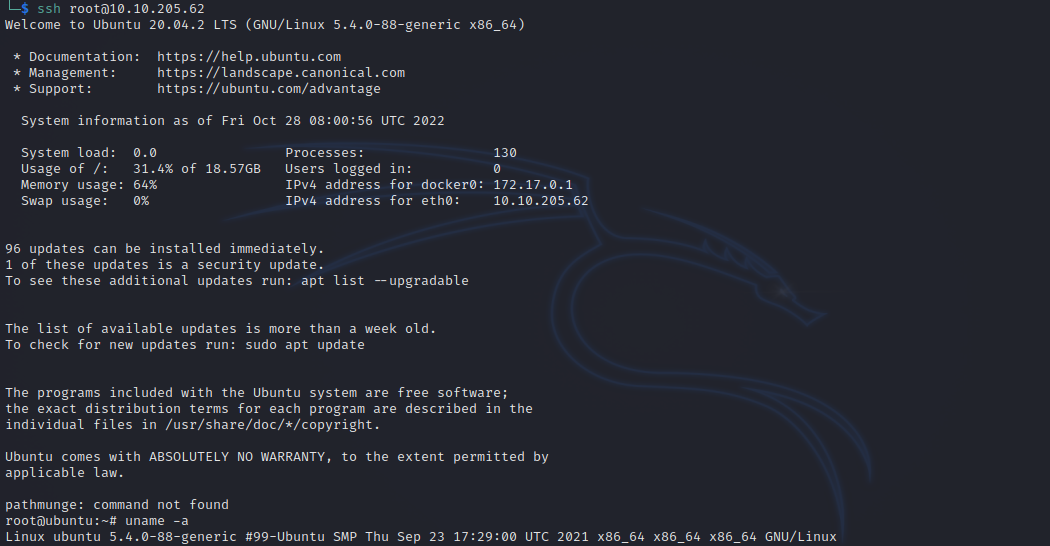 └─$ ssh root@10.10.205.62
Welcome to Ubuntu 20.04.2 LTS (GNU/Linux 5.4.0-88-generic x86_64)
* Documentation:  https://help.ubuntu.com
* Management:     https://landscape.canonical.com
* Support:        https://ubuntu.com/advantage
System information as of Fri Oct 28 08:00:56 UTC 2022
System load:  0.0                Processes:                130
Usage of /:   31.4% of 18.57GB   Users logged in:          0
Memory usage: 64%                IPv4 address for docker0: 172.17.0.1
Swap usage:   0%                 IPv4 address for eth0:    10.10.205.62
96 updates can be installed immediately.
1 of these updates is a security update.
To see these additional updates run: apt list --upgradable
The list of available updates is more than a week old.
To check for new updates run: sudo apt update
The programs included with the Ubuntu system are free software;
the exact distribution terms for each program are described in the
individual files in /usr/share/doc/*/copyright.
Ubuntu comes with ABSOLUTELY NO WARRANTY, to the extent permitted by
applicable law.
pathmunge: command not found
root@ubuntu:~# uname -a
Linux ubuntu 5.4.0-88-generic #99-Ubuntu SMP Thu Sep 23 17:29:00 UTC 2021 x86_64 x86_64 x86_64 GNU/Linux